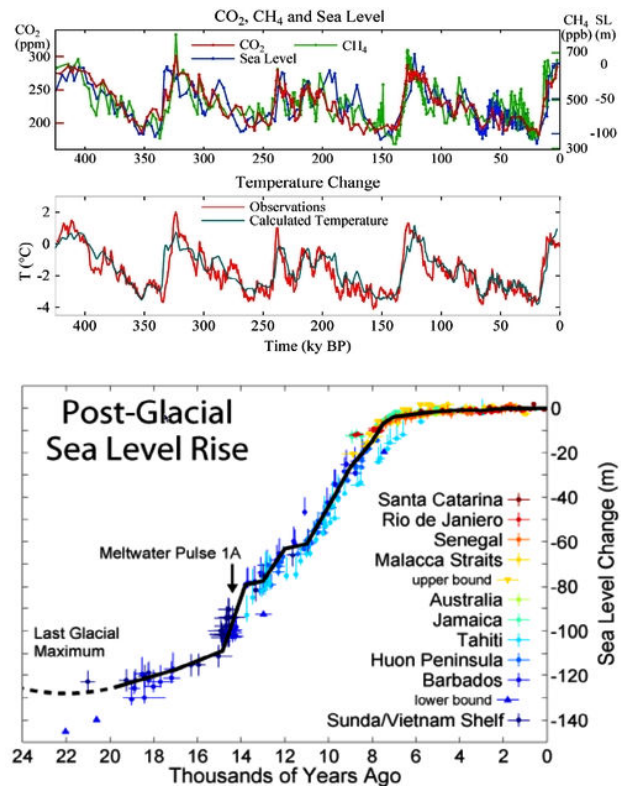 CO₂, CH₄ and Sea Level
CO₂
(ppm)
CH₄ SL
(ppb) (m)
CO₂
CH₄
Sea Level
300
250
200
700
500
300
0
-50
-100
400 350 300 250 200 150 100 50 0
Temperature Change
Observations
Calculated Temperature
T (°C)
2
0
-2
-4
400 350 300 250 200 150 100 50 0
Time (ky BP)
Post-Glacial
Sea Level Rise
Meltwater Pulse 1A
Last Glacial
Maximum
Santa Catarina
Rio de Janiero
Senegal
Malacca Straits
upper bound
Australia
Jamaica
Tahiti
Huon Peninsula
Barbados
lower bound
Sunda/Vietnam Shelf
0
-20
-40
-60
-80
-100
-120
-140
Sea Level Change (m)
24 22 20 18 16 14 12 10 8 6 4 2 0
Thousands of Years Ago